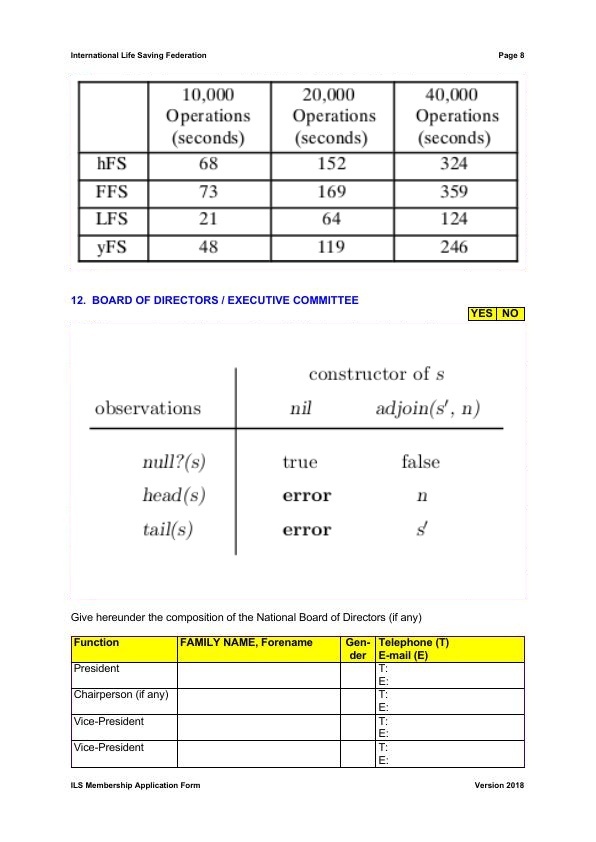 International Life Saving Federation Page 8
10,000 Operations (seconds) 20,000 Operations (seconds) 40,000 Operations (seconds)
hFS 68 152 324
FFS 73 169 359
LFS 21 64 124
yFS 48 119 246
12. BOARD OF DIRECTORS / EXECUTIVE COMMITTEE
YES NO
constructor of s
observations nil adjoin(s′, n)
null?(s) true false
head(s) error n
tail(s) error s′
Give hereunder the composition of the National Board of Directors (if any)
Function FAMILY NAME, Forename Gen-der Telephone (T) E-mail (E)
President T:
E:
Chairperson (if any) T:
E:
Vice-President T:
E:
Vice-President T:
E:
ILS Membership Application Form Version 2018